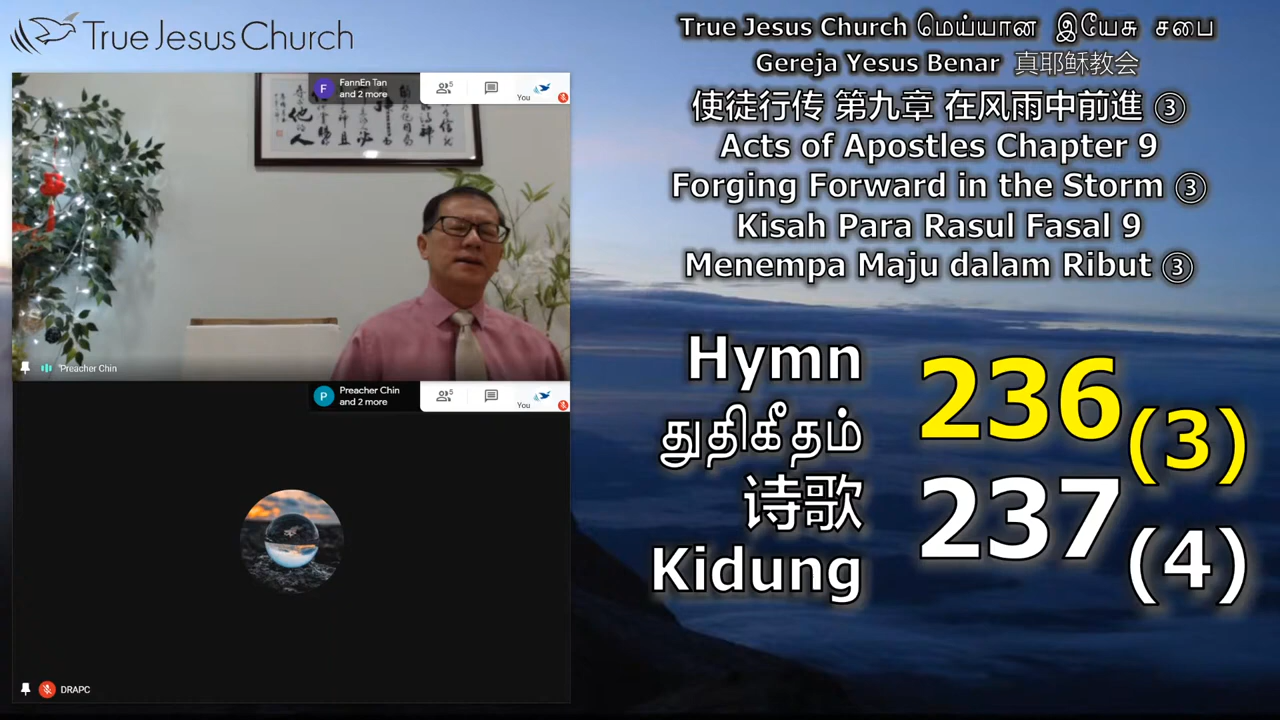 True Jesus Church
FannEn Tan
and 2 more
F
5
You
Preacher Chin
P
Preacher Chin
and 2 more
5
You
DRAPC
True Jesus Church மெய்யான இயேசு சபை
Gereja Yesus Benar 真耶稣教会
使徒行传 第九章 在风雨中前進 ③
Acts of Apostles Chapter 9
Forging Forward in the Storm ③
Kisah Para Rasul Fasal 9
Menempa Maju dalam Ribut ③
Hymn
துதிகீதம்
诗歌
Kidung
236 (3)
237 (4)